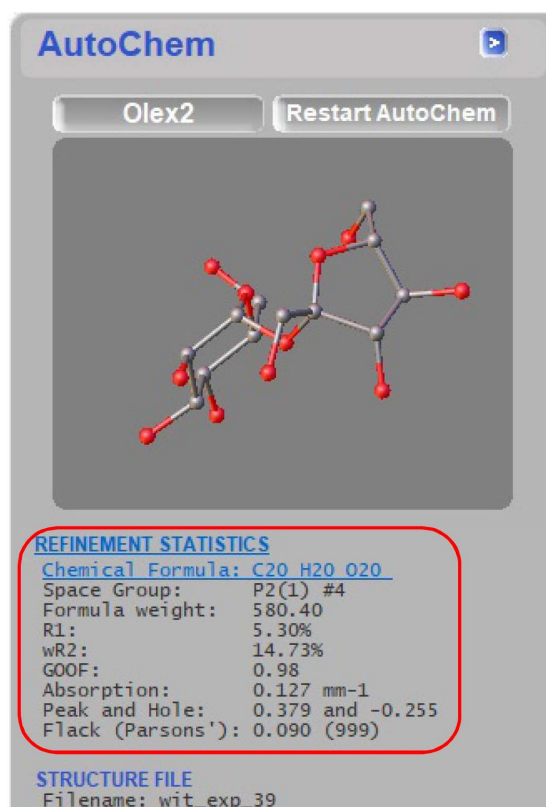 AutoChem
Olex2 Restart AutoChem
REFINEMENT STATISTICS
Chemical Formula: C20 H20 O20
Space Group: P2(1) #4
Formula weight: 580.40
R1: 5.30%
wR2: 14.73%
GOOF: 0.98
Absorption: 0.127 mm-1
Peak and Hole: 0.379 and -0.255
Flack (Parsons'): 0.090 (999)
STRUCTURE FILE
Filename: wit_exp_39